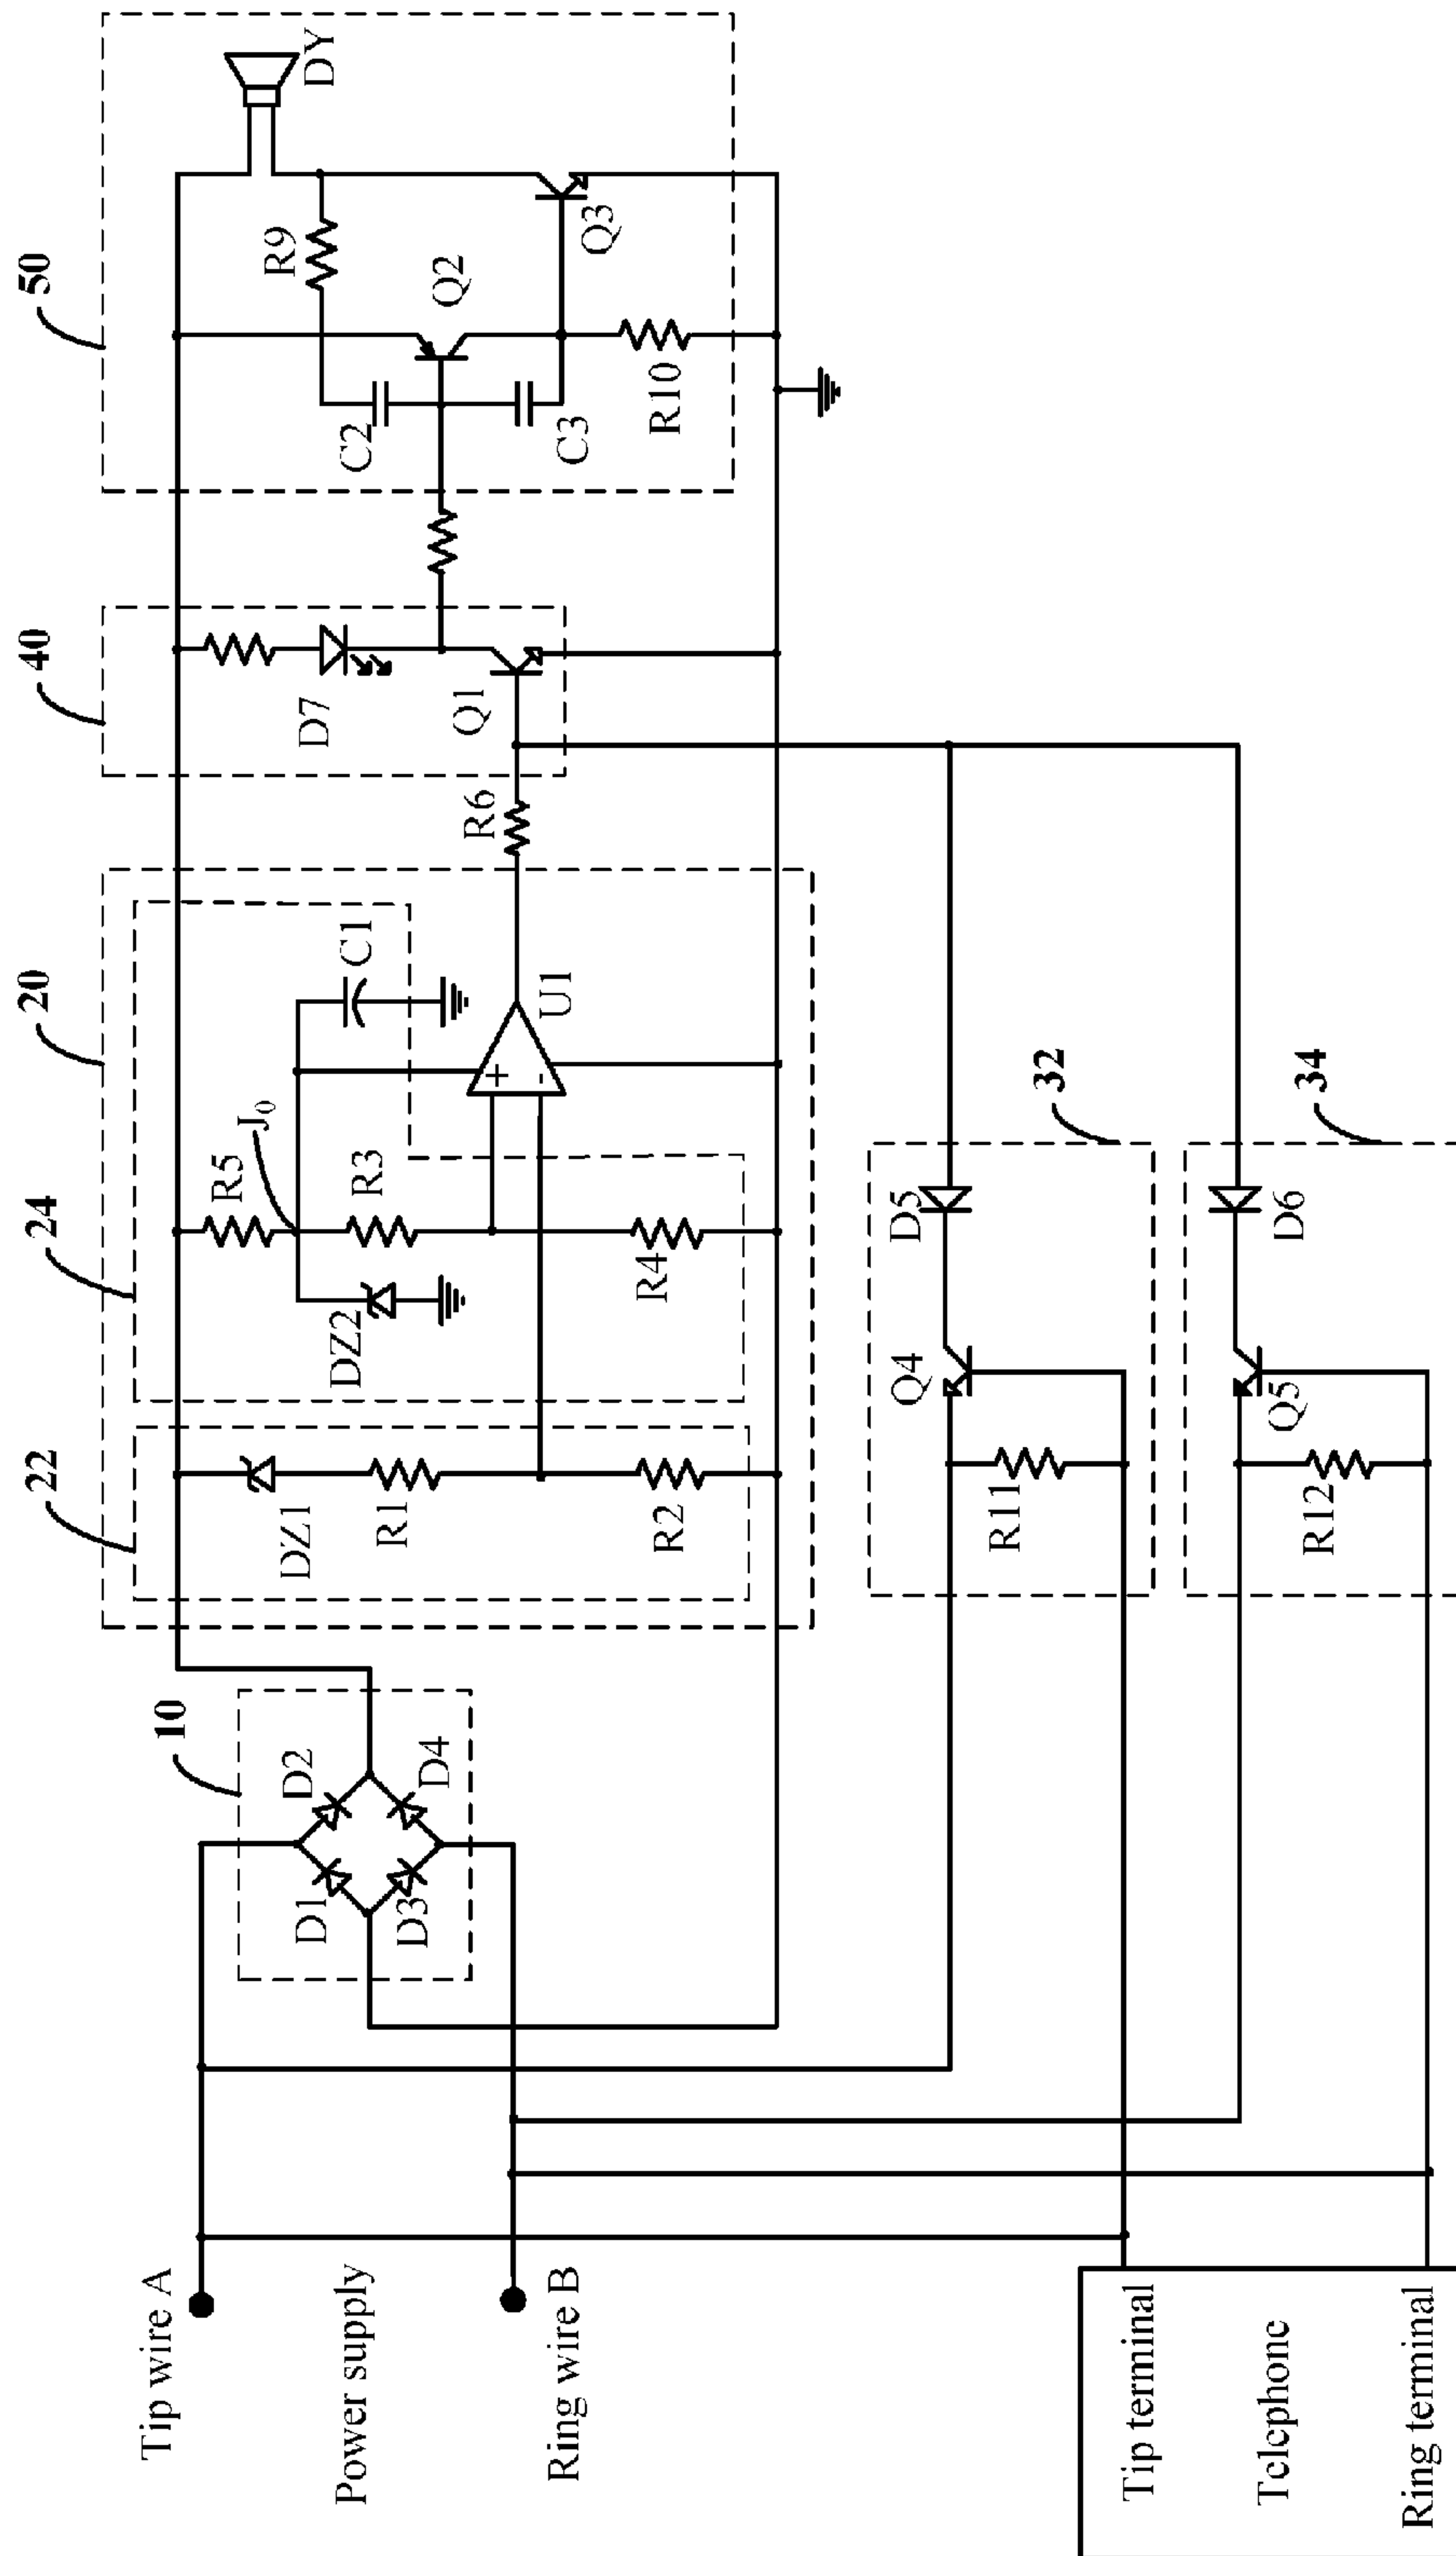 50
DY
R9
Q2
C2
C3
Q3
R10
40
D7
Q1
R6
20
24
C1
J0
R5
R3
U1
DZ2
R4
22
DZ1
R1
R2
10
D2
D4
D1
D3
32
D5
Q4
R11
34
D6
Q5
R12
Tip wire A
Power supply
Ring wire B
Tip terminal
Telephone
Ring terminal
+
-